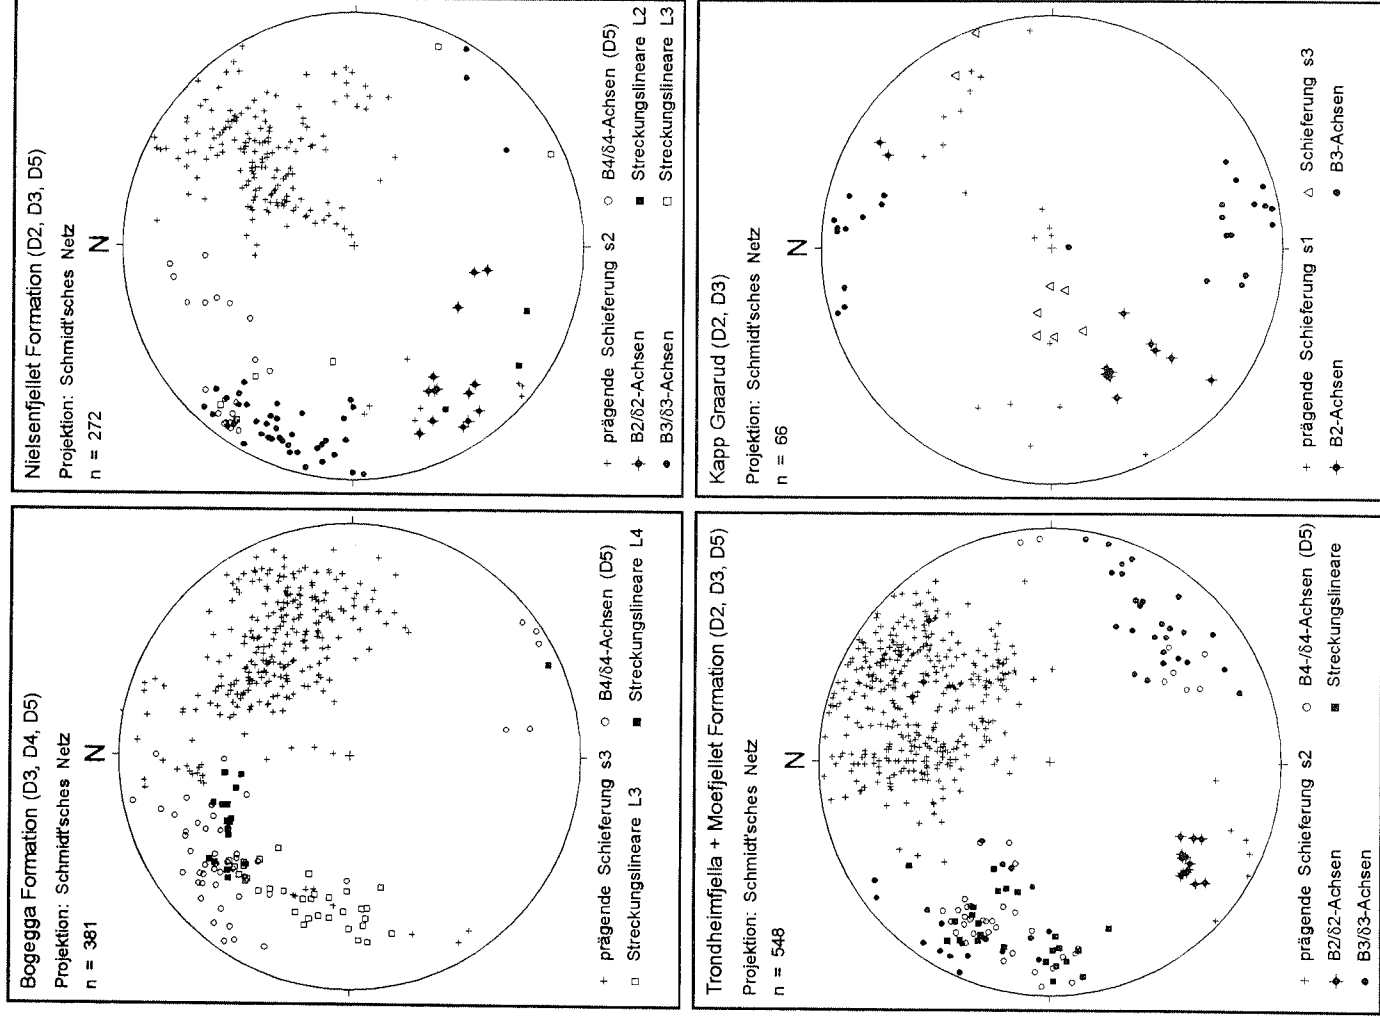 Nielsenfjellet Formation (D2, D3, D5)
Projektion: Schmidt'sches Netz
n = 272
N
+ prägende Schieferung s2
B2/δ2-Achsen
B3/δ3-Achsen
B4/δ4-Achsen (D5)
Streckungslineare L2
Streckungslineare L3
Kapp Graarud (D2, D3)
Projektion: Schmidt'sches Netz
n = 66
N
+ prägende Schieferung s1
B2-Achsen
Schieferung s3
B3-Achsen
Bogegga Formation (D3, D4, D5)
Projektion: Schmidt'sches Netz
n = 381
N
+ prägende Schieferung s3
Streckungslineare L3
B4/δ4-Achsen (D5)
Streckungslineare L4
Trondheimfjella + Moefjellet Formation (D2, D3, D5)
Projektion: Schmidt'sches Netz
n = 548
N
+ prägende Schieferung s2
B2/δ2-Achsen
B3/δ3-Achsen
B4-/δ4-Achsen (D5)
Streckungslineare